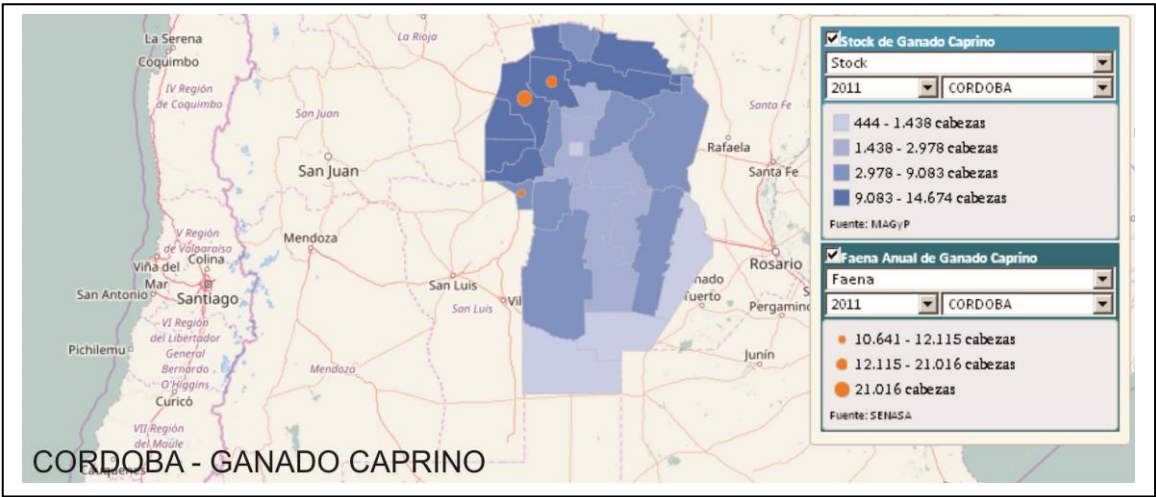 La Serena
Coquimbo
La Rioja
IV Región
de Coquimbo
San Juan
Santa Fe
Rafaela
San Juan
Santa Fe
V Región
de Valparaíso
Mendoza
Viña del
Mar
Colina
San Antonio
Santiago
San Luis
San Luis
Vil
Rosario
nado
uerto
Pergamino
VI Región
del Libertador
General
Bernardo
O'Higgins
Pichilemu
Mendoza
Junín
Curicó
VII Región
del Maule
Cauquenes
CORDOBA - GANADO CAPRINO
Stock de Ganado Caprino
Stock
2011 CORDOBA
444 - 1.438 cabezas
1.438 - 2.978 cabezas
2.978 - 9.083 cabezas
9.083 - 14.674 cabezas
Fuente: MAGyP
Faena Anual de Ganado Caprino
Faena
2011 CORDOBA
10.641 - 12.115 cabezas
12.115 - 21.016 cabezas
21.016 cabezas
Fuente: SENASA